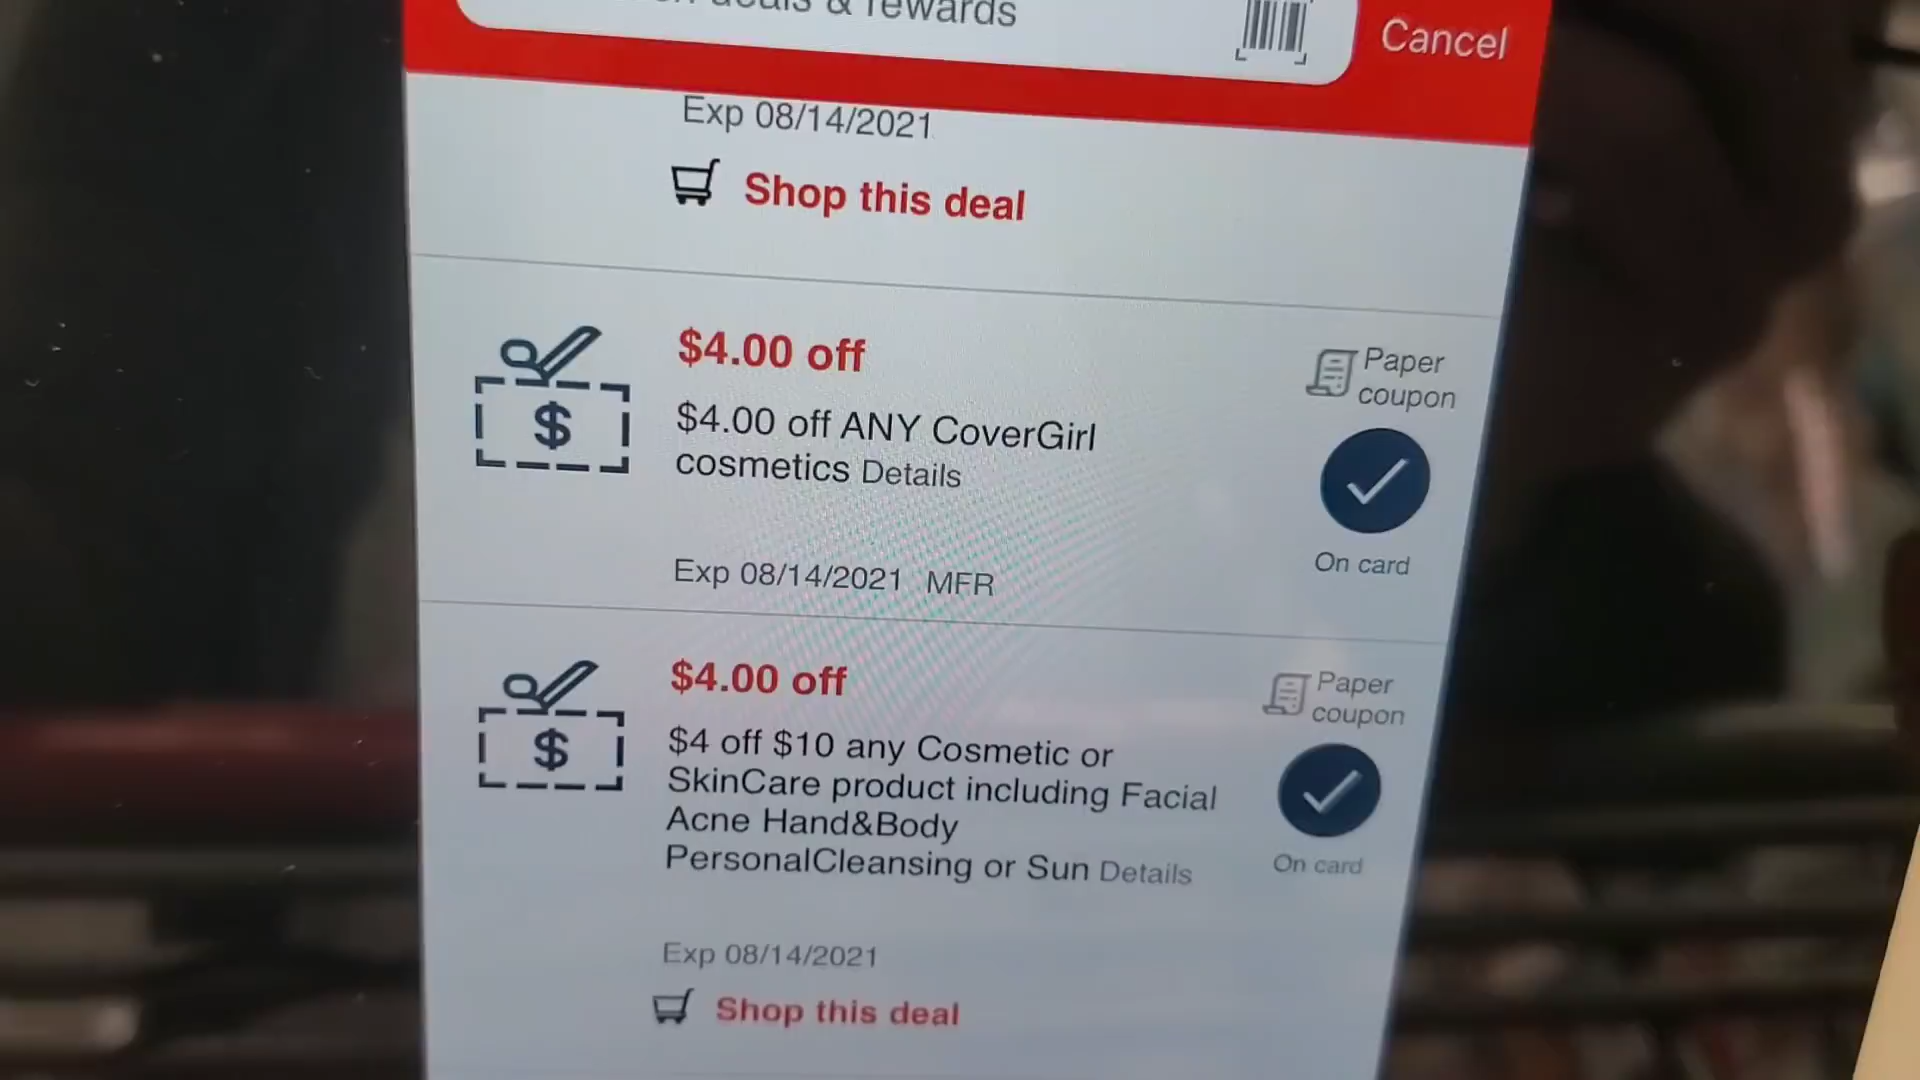 deals & rewards
Cancel
Exp 08/14/2021
Shop this deal
$4.00 off
Paper
coupon
$4.00 off ANY CoverGirl
cosmetics Details
On card
Exp 08/14/2021 MFR
$4.00 off
Paper
coupon
$4 off $10 any Cosmetic or
SkinCare product including Facial
Acne Hand&Body
PersonalCleansing or Sun Details
On card
Exp 08/14/2021
Shop this deal
$
$